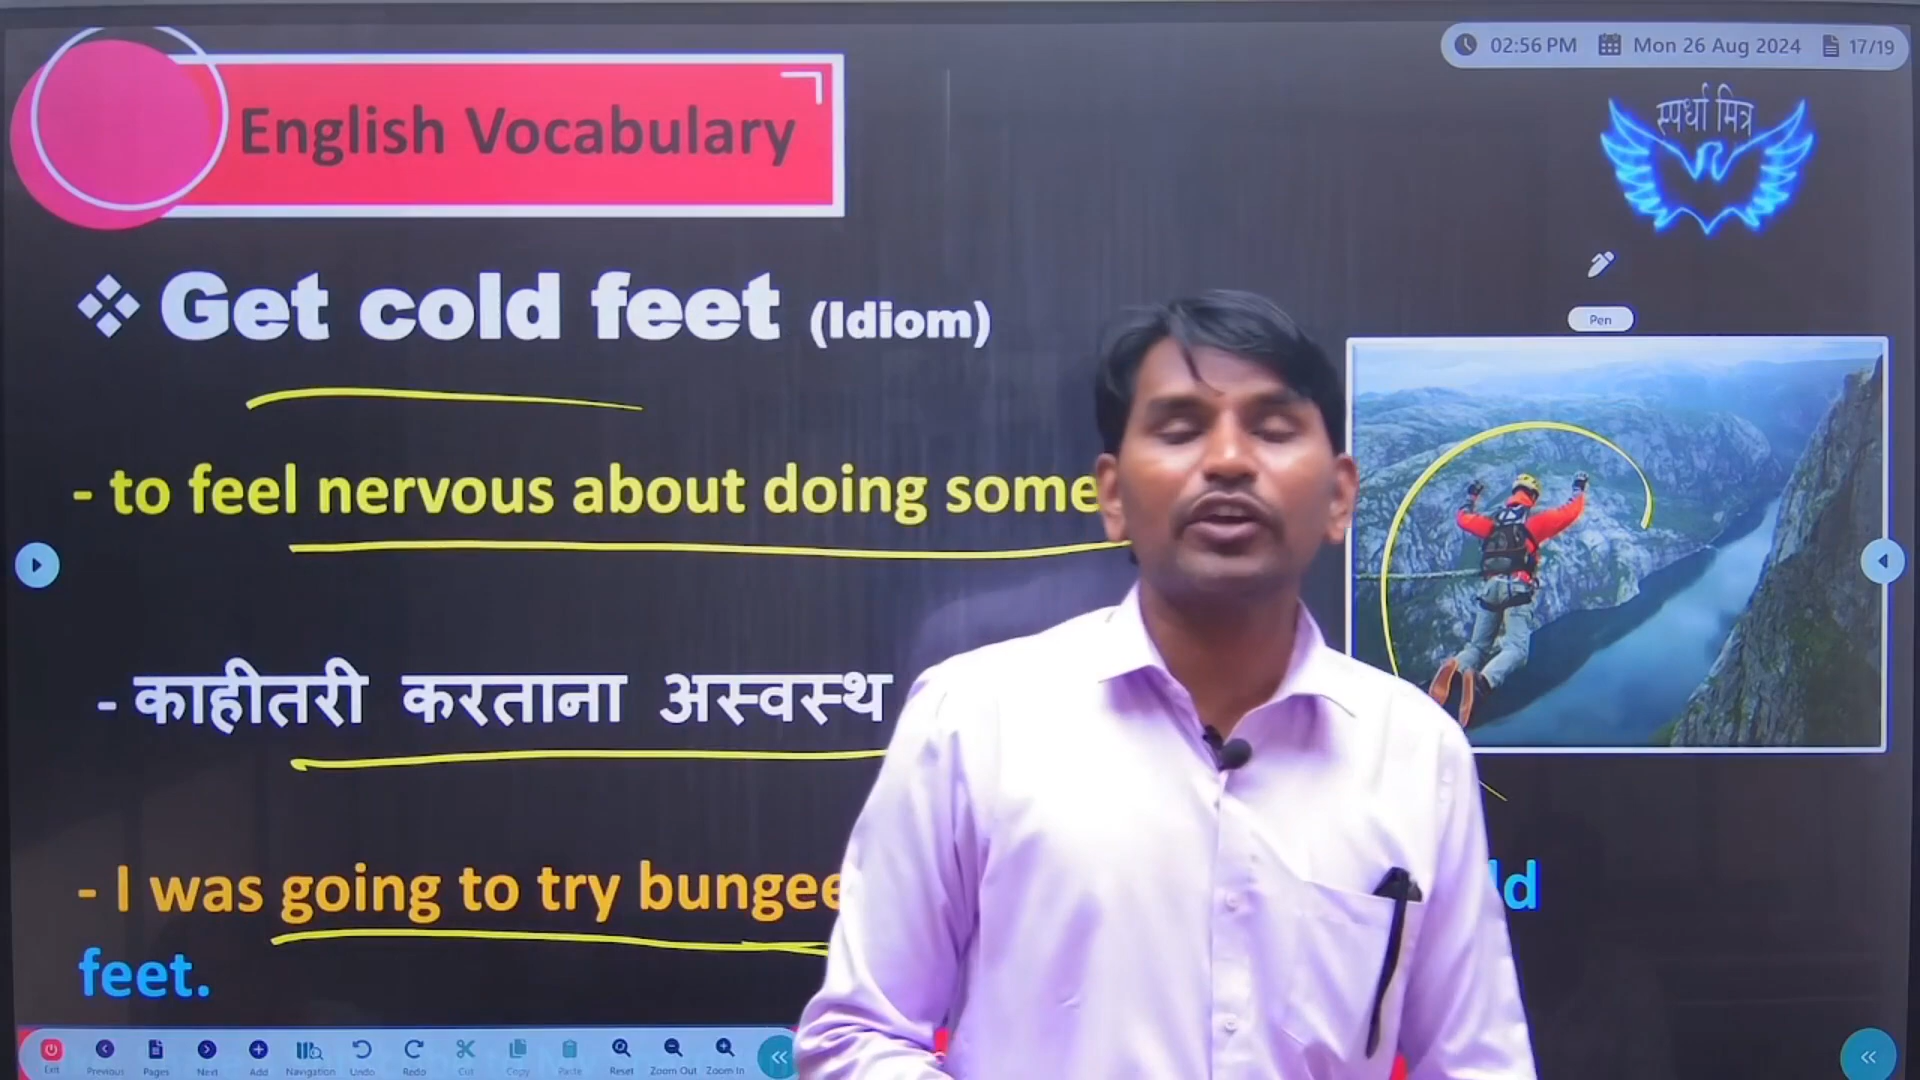 02:56 PM Mon 26 Aug 2024 17/19
English Vocabulary
स्पर्धा मित्र
Get cold feet (Idiom)
Pen
- to feel nervous about doing some
- काहीतरी करताना अस्वस्थ
- I was going to try bungee ld
feet.
Exit Previous Pages Next Add Navigation Undo Redo Cut Copy Paste Reset Zoom Out Zoom In